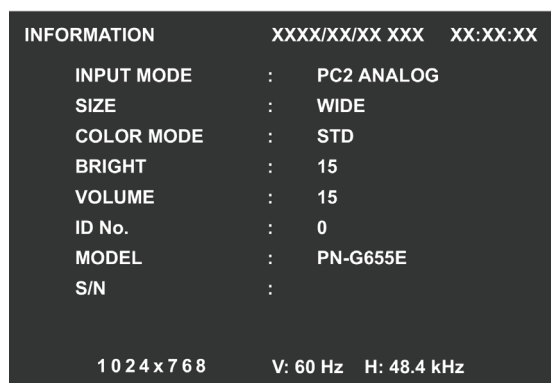 INFORMATION XXXX/XX/XX XXX XX:XX:XX
INPUT MODE : PC2 ANALOG
SIZE : WIDE
COLOR MODE : STD
BRIGHT : 15
VOLUME : 15
ID No. : 0
MODEL : PN-G655E
S/N :
1024x768 V: 60 Hz H: 48.4 kHz